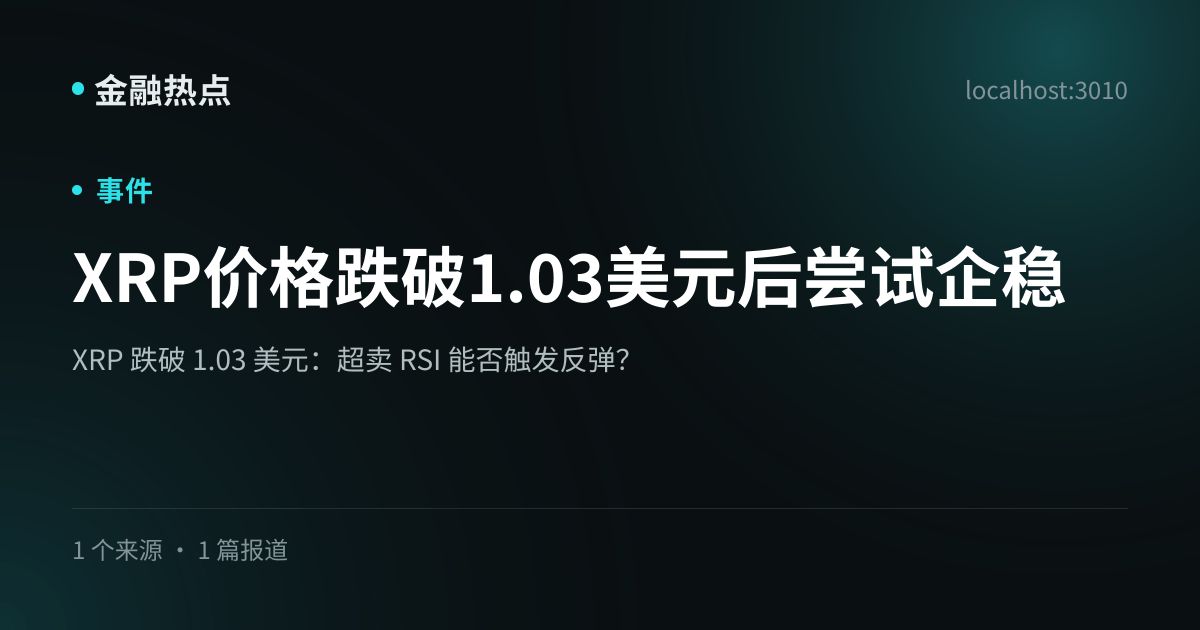 金融热点
localhost:3010
事件
XRP价格跌破1.03美元后尝试企稳
XRP 跌破 1.03 美元：超卖 RSI 能否触发反弹？
1 个来源 · 1 篇报道